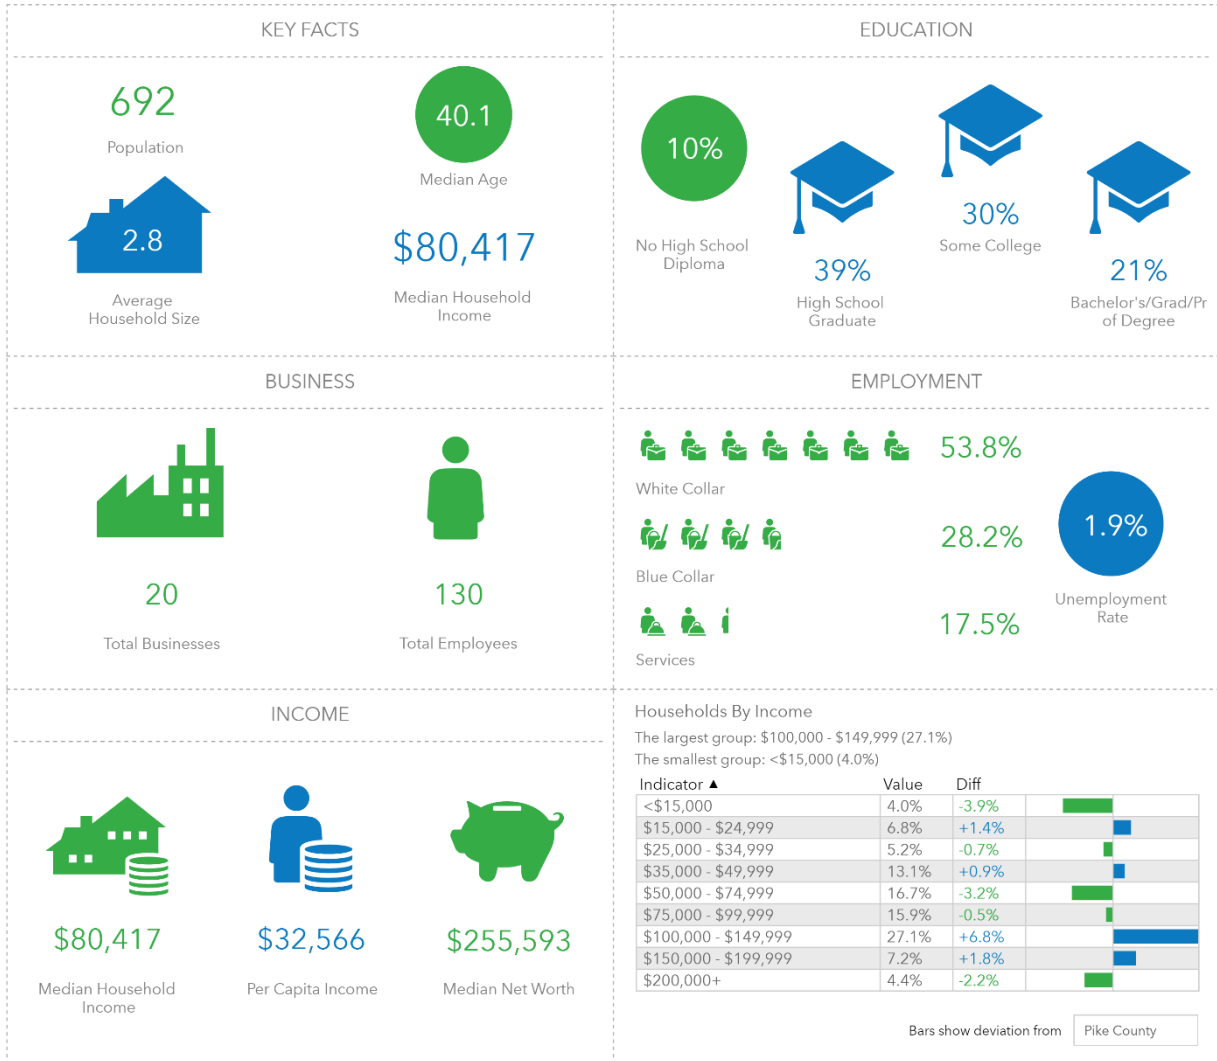 KEY FACTS
692
Population
40.1
Median Age
2.8
Average
Household Size
$80,417
Median Household
Income
EDUCATION
10%
No High School
Diploma
39%
High School
Graduate
30%
Some College
21%
Bachelor's/Grad/Pr
of Degree
BUSINESS
20
Total Businesses
130
Total Employees
EMPLOYMENT
53.8%
White Collar
28.2%
Blue Collar
17.5%
Services
1.9%
Unemployment
Rate
INCOME
$80,417
Median Household
Income
$32,566
Per Capita Income
$255,593
Median Net Worth
Households By Income
The largest group: $100,000 - $149,999 (27.1%)
The smallest group: <$15,000 (4.0%)
Indicator ▲ Value Diff
<$15,000 4.0% -3.9%
$15,000 - $24,999 6.8% +1.4%
$25,000 - $34,999 5.2% -0.7%
$35,000 - $49,999 13.1% +0.9%
$50,000 - $74,999 16.7% -3.2%
$75,000 - $99,999 15.9% -0.5%
$100,000 - $149,999 27.1% +6.8%
$150,000 - $199,999 7.2% +1.8%
$200,000+ 4.4% -2.2%
Bars show deviation from Pike County